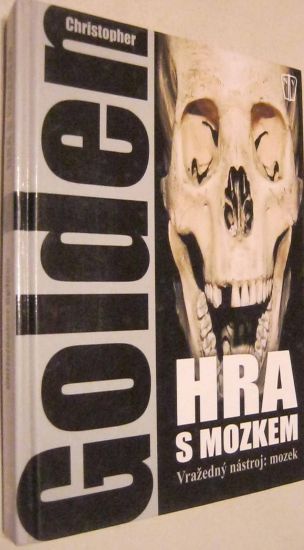 Christopher
Golden
HRA
S MOZKEM
Vražedný nástroj: mozek